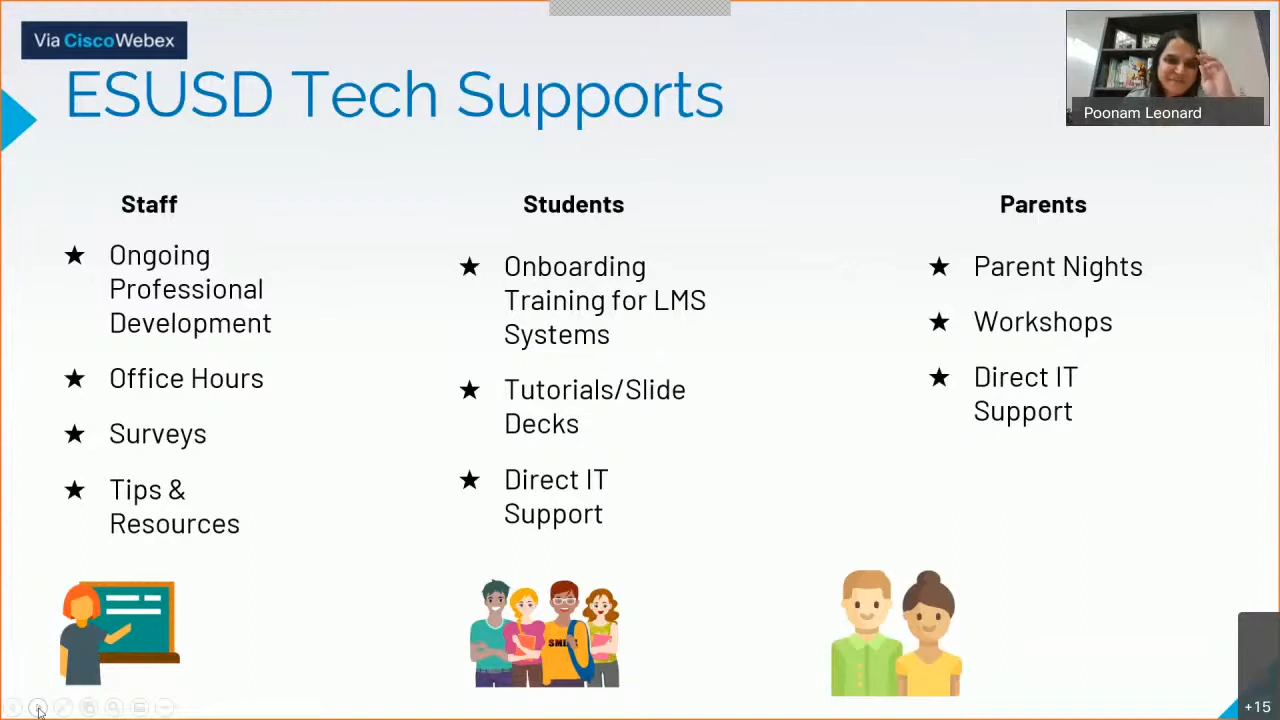 Via CiscoWebex
ESUSD Tech Supports
Poonam Leonard
Staff
★ Ongoing
Professional
Development
★ Office Hours
★ Surveys
★ Tips &
Resources
Students
★ Onboarding
Training for LMS
Systems
★ Tutorials/Slide
Decks
★ Direct IT
Support
Parents
★ Parent Nights
★ Workshops
★ Direct IT
Support
+15